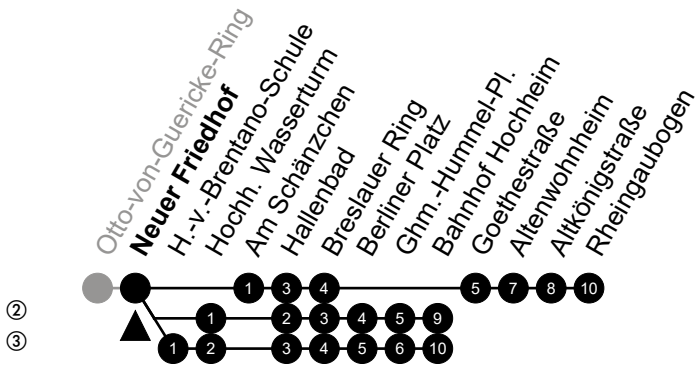 Otto-von-Guericke-Ring
Neuer Friedhof
H.-v.-Brentano-Schule
Hochh. Wasserturm
Am Schänzchen
Hallenbad
Breslauer Ring
Berliner Platz
Ghm.-Hummel-Pl.
Bahnhof Hochheim
Goethestraße
Altenwohnheim
Altkönigstraße
Rheingaubogen
1 3 4 5 7 8 10
② 1 2 3 4 5 9
③ 1 2 3 4 5 6 10